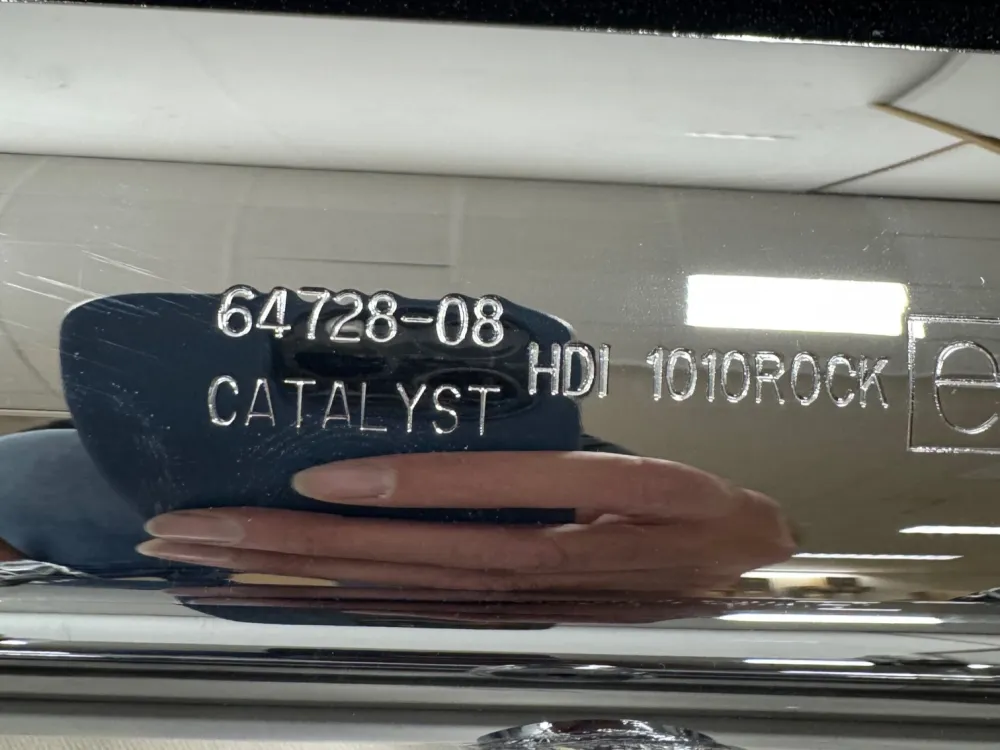 64728-08
CATALYST
HDI 1010ROCK
e